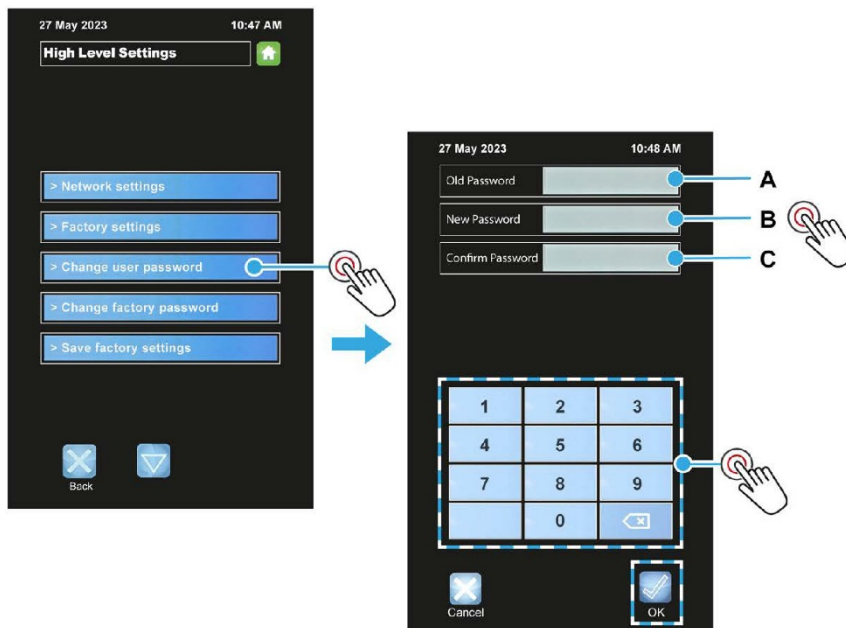 27 May 2023 10:47 AM
High Level Settings
> Network settings
> Factory settings
> Change user password
> Change factory password
> Save factory settings
Back
27 May 2023 10:48 AM
Old Password A
New Password B
Confirm Password C
1 2 3
4 5 6
7 8 9
0
Cancel OK